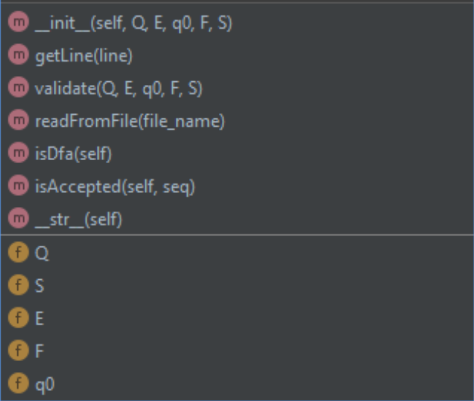 m __init__(self, Q, E, q0, F, S)
m getLine(line)
m validate(Q, E, q0, F, S)
m readFromFile(file_name)
m isDfa(self)
m isAccepted(self, seq)
m __str__(self)
f Q
f S
f E
f F
f q0